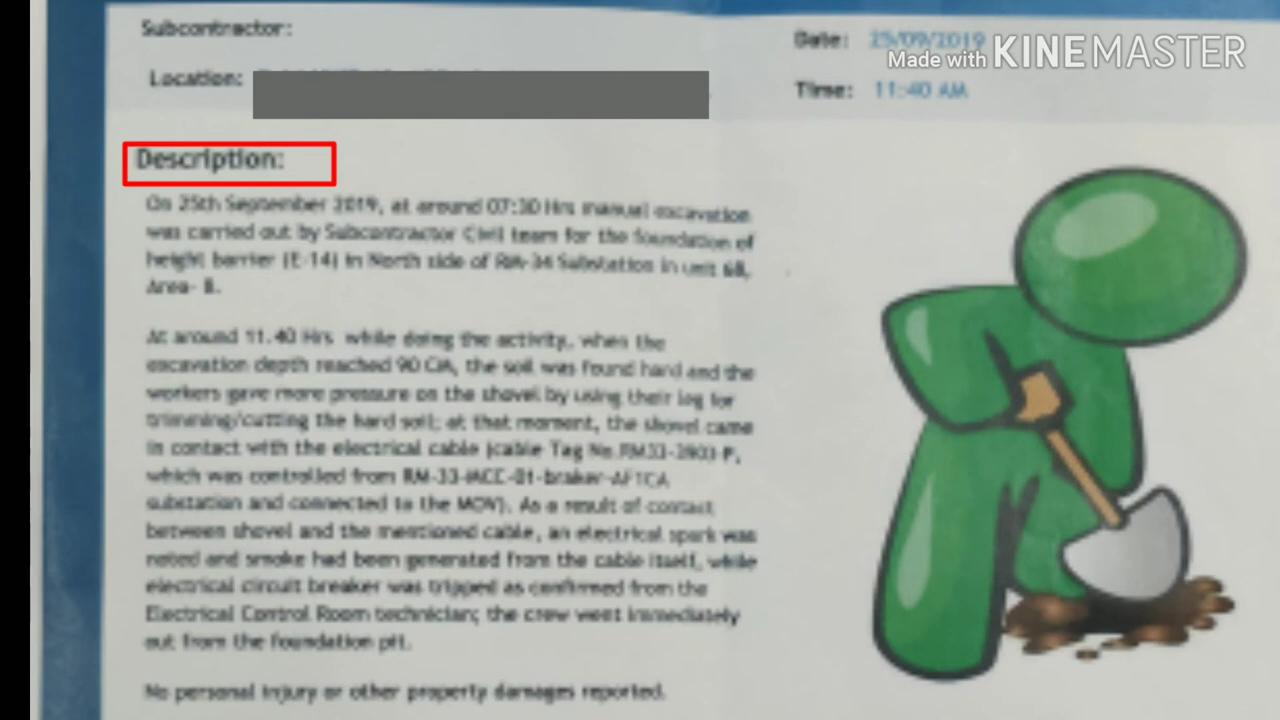 Subcontractor:
Date: 25/09/2019
Made with KINEMASTER
Location:
Time: 11:40 AM
Description:
On 25th September 2019, at around 07:30 Hrs manual excavation
was carried out by Subcontractor Civil team for the foundation of
height barrier (E-14) in North side of RM-34 Substation in unit 68,
Area- B.
At around 11.40 Hrs while doing the activity, when the
excavation depth reached 90 CM, the soil was found hard and the
workers gave more pressure on the shovel by using their leg for
trimming/cutting the hard soil; at that moment, the shovel came
in contact with the electrical cable (cable Tag No.
which was controlled from RM-33-MCC-01-braker-
substation and connected to the MOV). As a result of contact
between shovel and the mentioned cable, an electrical spark was
noted and smoke had been generated from the cable itself, while
electrical circuit breaker was tripped as confirmed from the
Electrical Control Room technician; the crew went immediately
out from the foundation pit.
No personal injury or other property damages reported.